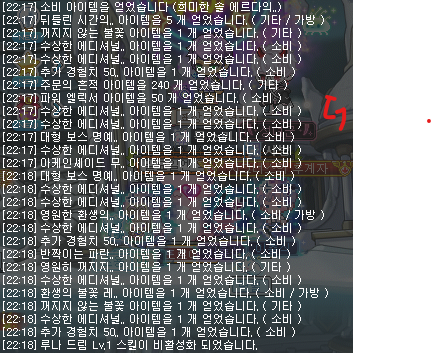 [22:17] 소비 아이템을 얻었습니다 (희미한 솔 에르다의..)
[22:17] 뒤틀린 시간의.. 아이템을 5 개 얻었습니다. ( 기타 / 가방 )
[22:17] 꺼지지 않는 불꽃 아이템을 1 개 얻었습니다. ( 기타 )
[22:17] 수상한 에디셔널.. 아이템을 1 개 얻었습니다. ( 소비 )
[22:17] 수상한 에디셔널.. 아이템을 1 개 얻었습니다. ( 소비 )
[22:17] 추가 경험치 50.. 아이템을 1 개 얻었습니다. ( 소비 )
[22:17] 주문의 흔적 아이템을 240 개 얻었습니다. ( 기타 )
[22:17] 파워 엘릭서 아이템을 50 개 얻었습니다. ( 소비 )
[22:17] 수상한 에디셔널.. 아이템을 1 개 얻었습니다. ( 소비 )
[22:17] 수상한 에디셔널.. 아이템을 1 개 얻었습니다. ( 소비 )
[22:17] 대형 보스 명예.. 아이템을 1 개 얻었습니다. ( 소비 )
[22:17] 수상한 에디셔널.. 아이템을 1 개 얻었습니다. ( 소비 )
[22:17] 아케인셰이드 무.. 아이템을 1 개 얻었습니다. ( 소비 )
[22:18] 대형 보스 명예.. 아이템을 1 개 얻었습니다. ( 소비 )
계자
[22:18] 수상한 에디셔널.. 아이템을 1 개 얻었습니다. ( 소비 )
[22:18] 수상한 에디셔널.. 아이템을 1 개 얻었습니다. ( 소비 )
[22:18] 영원한 환생의.. 아이템을 1 개 얻었습니다. ( 소비 / 가방 )
[22:18] 수상한 에디셔널.. 아이템을 1 개 얻었습니다. ( 소비 )
[22:18] 추가 경험치 50.. 아이템을 1 개 얻었습니다. ( 소비 )
[22:18] 반짝이는 파란.. 아이템을 1 개 얻었습니다. ( 소비 )
[22:18] 영원히 꺼지지.. 아이템을 1 개 얻었습니다. ( 기타 )
[22:18] 수상한 에디셔널.. 아이템을 1 개 얻었습니다. ( 소비 )
[22:18] 환생의 불꽃 레.. 아이템을 1 개 얻었습니다. ( 소비 / 가방 )
[22:18] 꺼지지 않는 불꽃 아이템을 1 개 얻었습니다. ( 기타 )
[22:18] 수상한 에디셔널.. 아이템을 1 개 얻었습니다. ( 소비 )
[22:18] 추가 경험치 50.. 아이템을 1 개 얻었습니다. ( 소비 )
[22:18] 루나 드림 Lv.1 스킬이 비활성화 되었습니다.